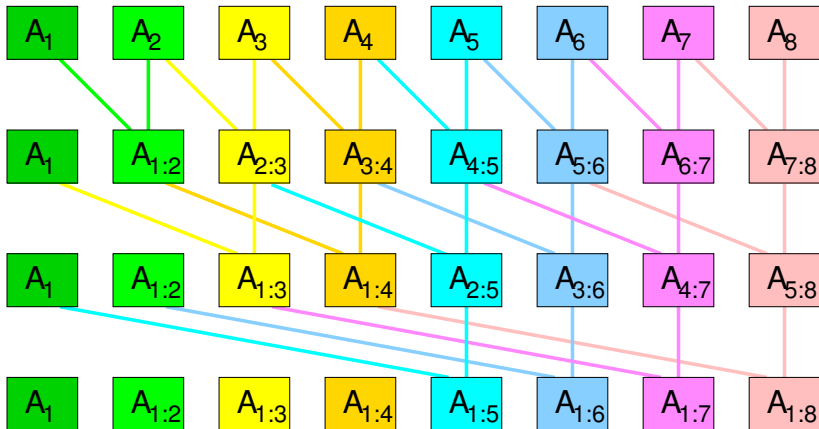 A₁ A₂ A₃ A₄ A₅ A₆ A₇ A₈
A₁ A₁:₂ A₂:₃ A₃:₄ A₄:₅ A₅:₆ A₆:₇ A₇:₈
A₁ A₁:₂ A₁:₃ A₁:₄ A₂:₅ A₃:₆ A₄:₇ A₅:₈
A₁ A₁:₂ A₁:₃ A₁:₄ A₁:₅ A₁:₆ A₁:₇ A₁:₈